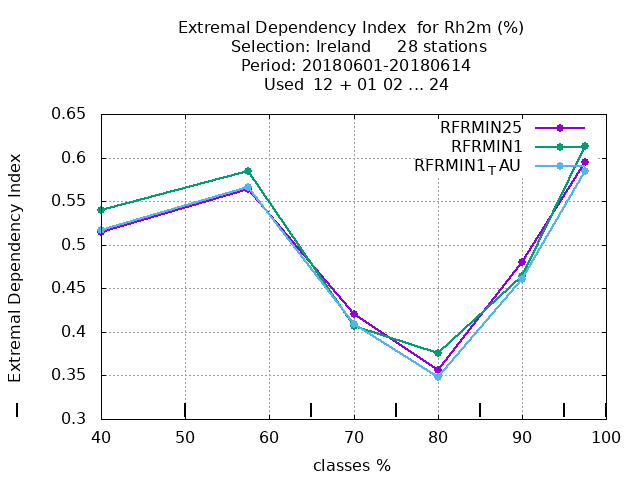 Extremal Dependency Index  for Rh2m (%)
Selection: Ireland     28 stations
Period: 20180601-20180614
Used  12 + 01 02 ... 24
RFRMIN25
RFRMIN1
RFRMIN1TAU
Extremal Dependency Index
0.65
0.6
0.55
0.5
0.45
0.4
0.35
0.3
40 50 60 70 80 90 100
classes %